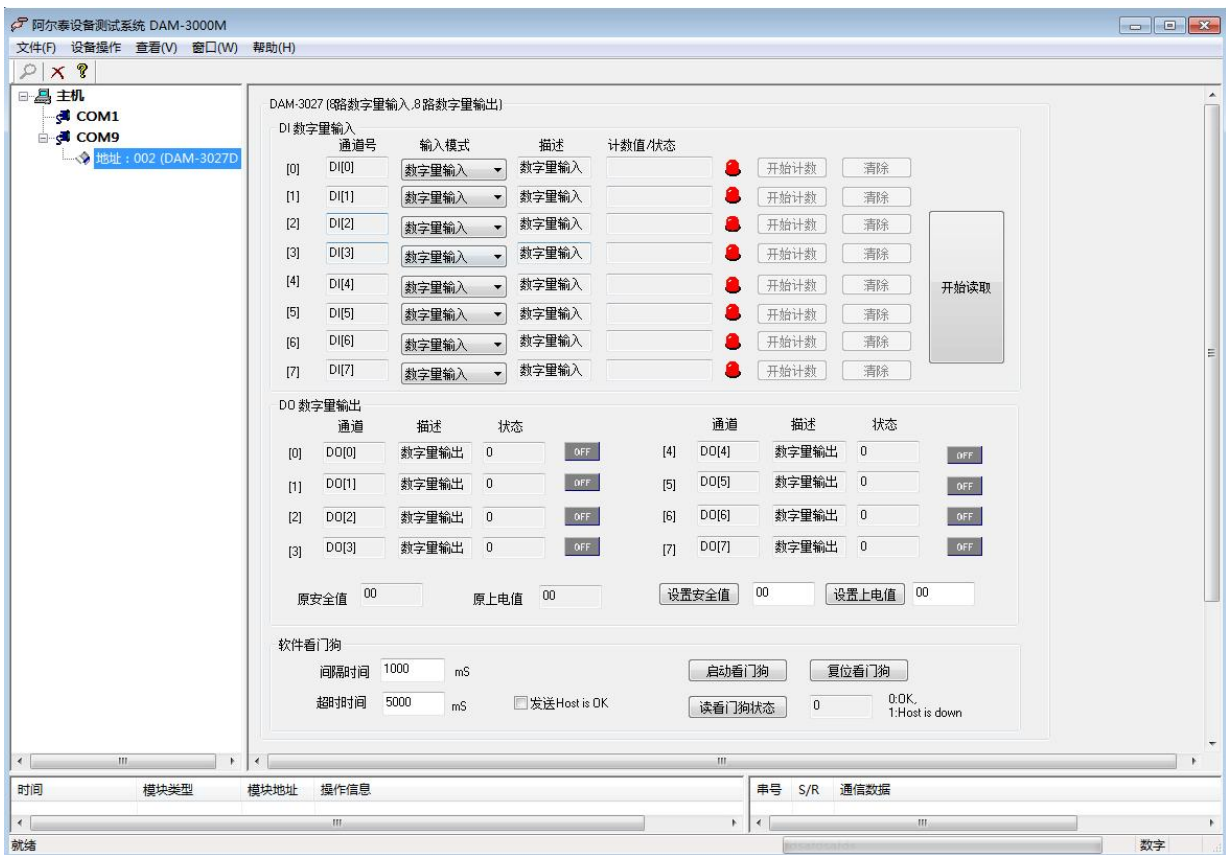 阿尔泰设备测试系统 DAM-3000M
文件(F) 设备操作 查看(V) 窗口(W) 帮助(H)
主机
COM1
COM9
地址：002 (DAM-3027D
DAM-3027 (8路数字量输入,8路数字量输出)
DI 数字量输入
通道号 输入模式 描述 计数值/状态
[0] DI[0] 数字量输入 数字量输入 开始计数 清除
[1] DI[1] 数字量输入 数字量输入 开始计数 清除
[2] DI[2] 数字量输入 数字量输入 开始计数 清除
[3] DI[3] 数字量输入 数字量输入 开始计数 清除
[4] DI[4] 数字量输入 数字量输入 开始计数 清除
开始读取
[5] DI[5] 数字量输入 数字量输入 开始计数 清除
[6] DI[6] 数字量输入 数字量输入 开始计数 清除
[7] DI[7] 数字量输入 数字量输入 开始计数 清除
DO 数字量输出
通道 描述 状态 通道 描述 状态
[0] DO[0] 数字量输出 0 OFF [4] DO[4] 数字量输出 0 OFF
[1] DO[1] 数字量输出 0 OFF [5] DO[5] 数字量输出 0 OFF
[2] DO[2] 数字量输出 0 OFF [6] DO[6] 数字量输出 0 OFF
[3] DO[3] 数字量输出 0 OFF [7] DO[7] 数字量输出 0 OFF
原安全值 00 原上电值 00 设置安全值 00 设置上电值 00
软件看门狗
间隔时间 1000 mS 启动看门狗 复位看门狗
超时时间 5000 mS 发送Host is OK 读看门狗状态 0 0:OK,
1:Host is down
时间 模块类型 模块地址 操作信息 串号 S/R 通信数据
就绪 数字